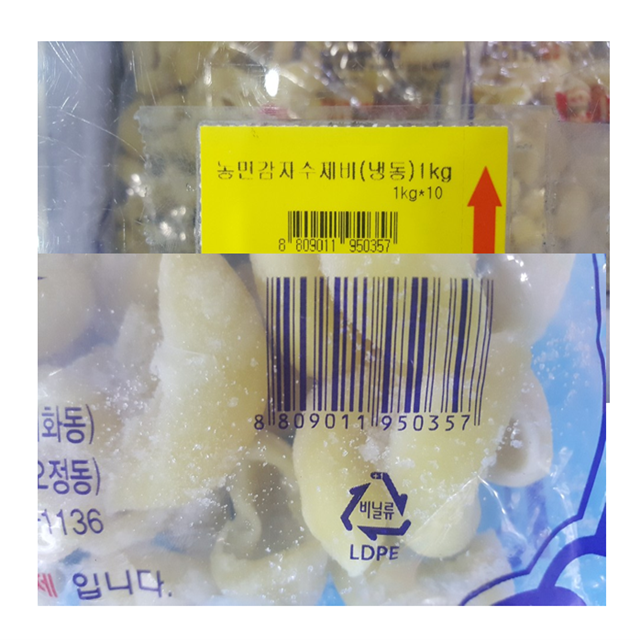 농민감자수제비(냉동)1kg
1kg*10
8 809011 950357
8 809011 950357
화동)
오정동)
1136
비닐류
LDPE
제 입니다.